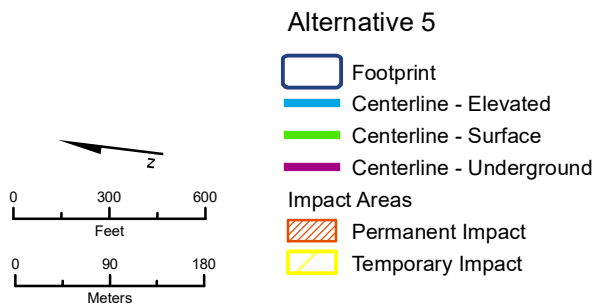 Alternative 5
Footprint
Centerline - Elevated
Centerline - Surface
Centerline - Underground
Impact Areas
Permanent Impact
Temporary Impact
N
0 300 600
Feet
0 90 180
Meters